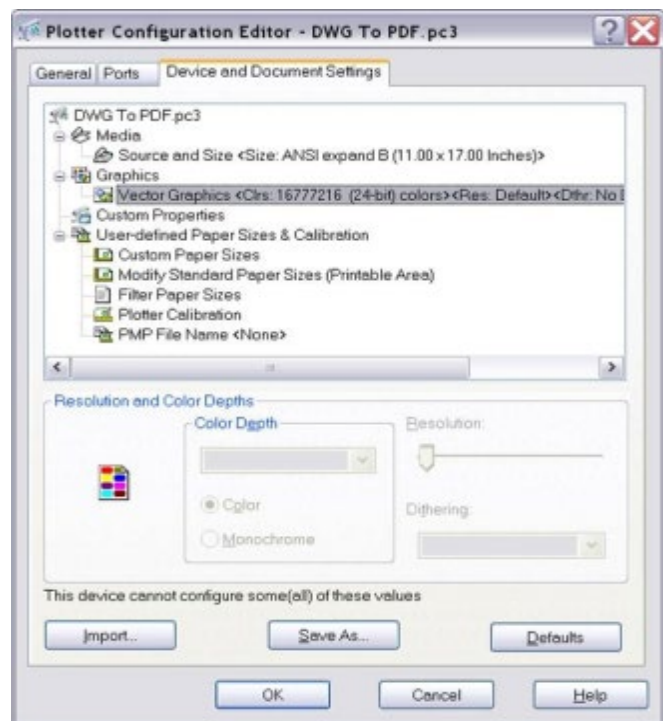 Plotter Configuration Editor - DWG To PDF.pc3
General Ports Device and Document Settings
DWG To PDF.pc3
Media
Source and Size <Size: ANSI expand B (11.00 x 17.00 Inches)>
Graphics
Vector Graphics <Clrs: 16777216 (24-bit) colors><Res: Default><Dthr: No
Custom Properties
User-defined Paper Sizes & Calibration
Custom Paper Sizes
Modify Standard Paper Sizes (Printable Area)
Filter Paper Sizes
Plotter Calibration
PMP File Name <None>
Resolution and Color Depths
Color Depth
Resolution:
Color
Monochrome
Dithering:
This device cannot configure some(all) of these values
Import... Save As... Defaults
OK Cancel Help